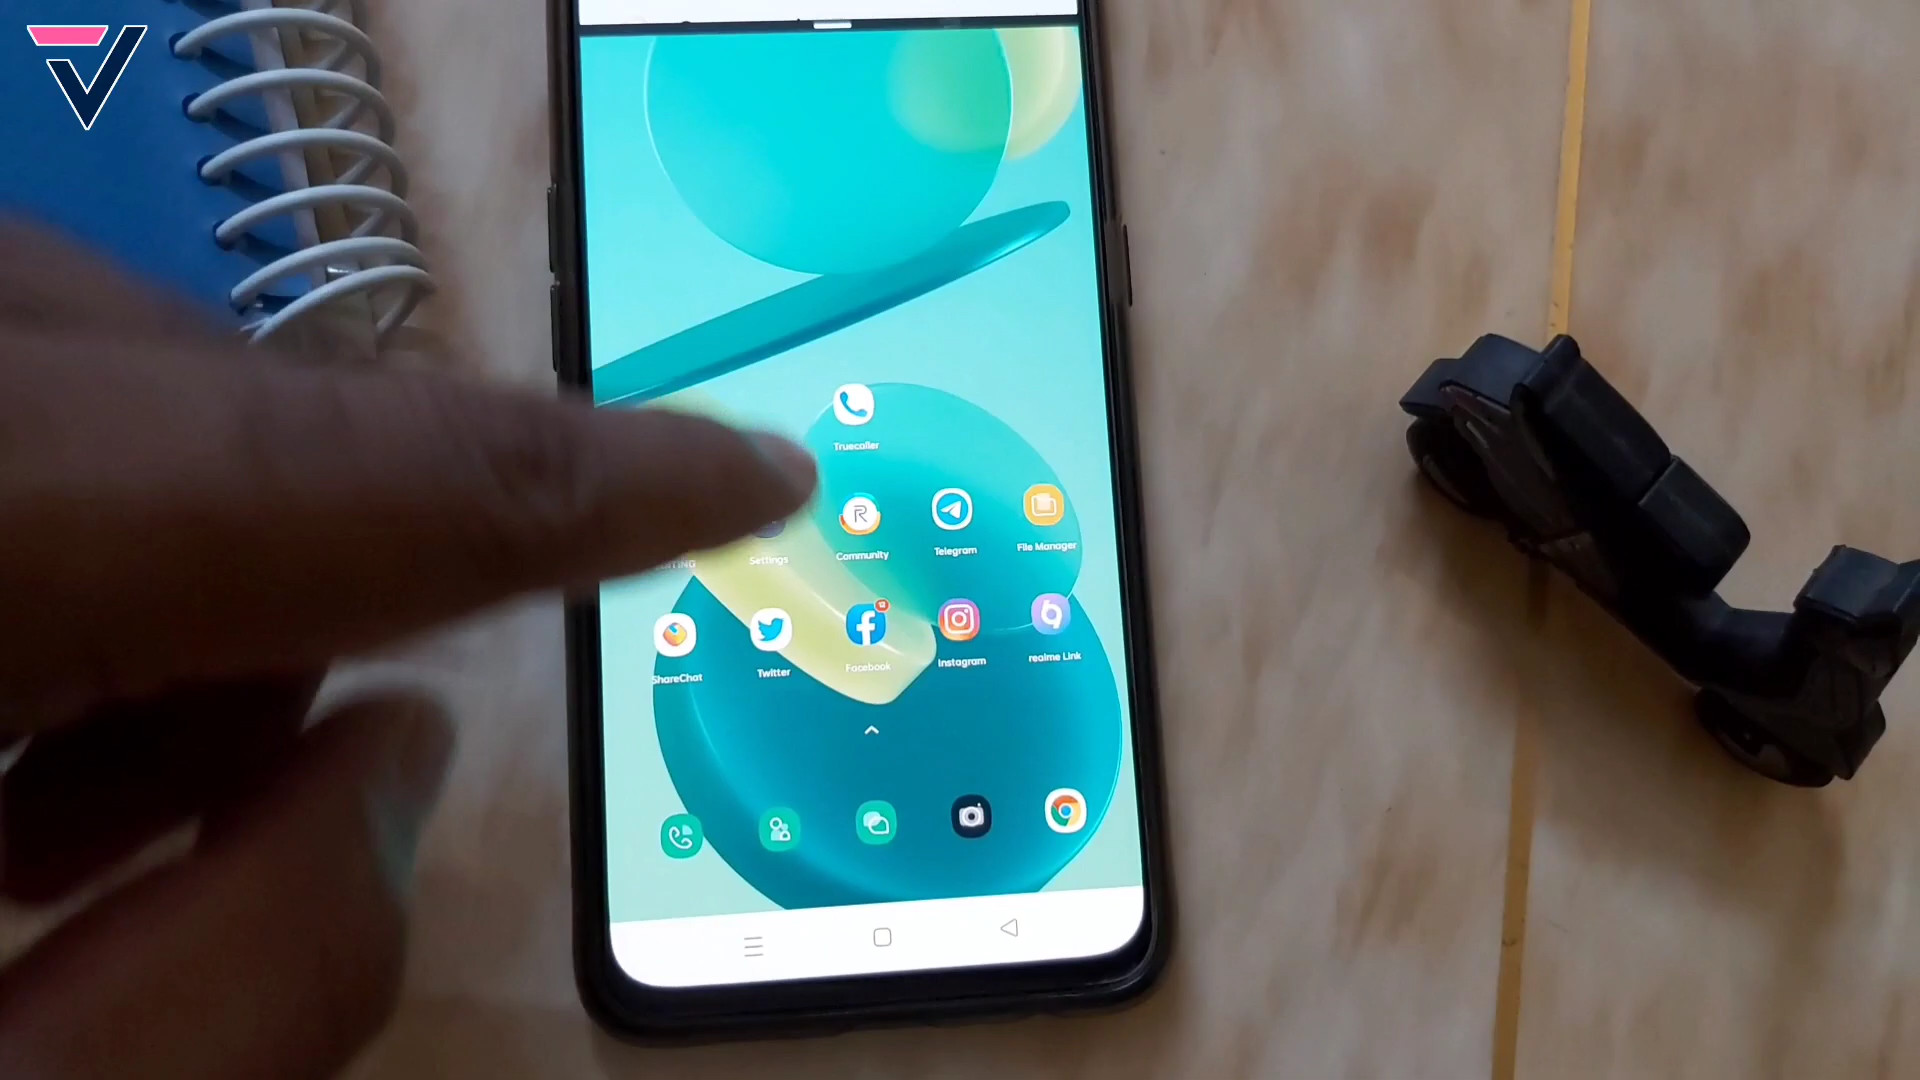 Truecaller
Settings
Community
Telegram
File Manager
ShareChat
Twitter
Facebook
Instagram
realme Link